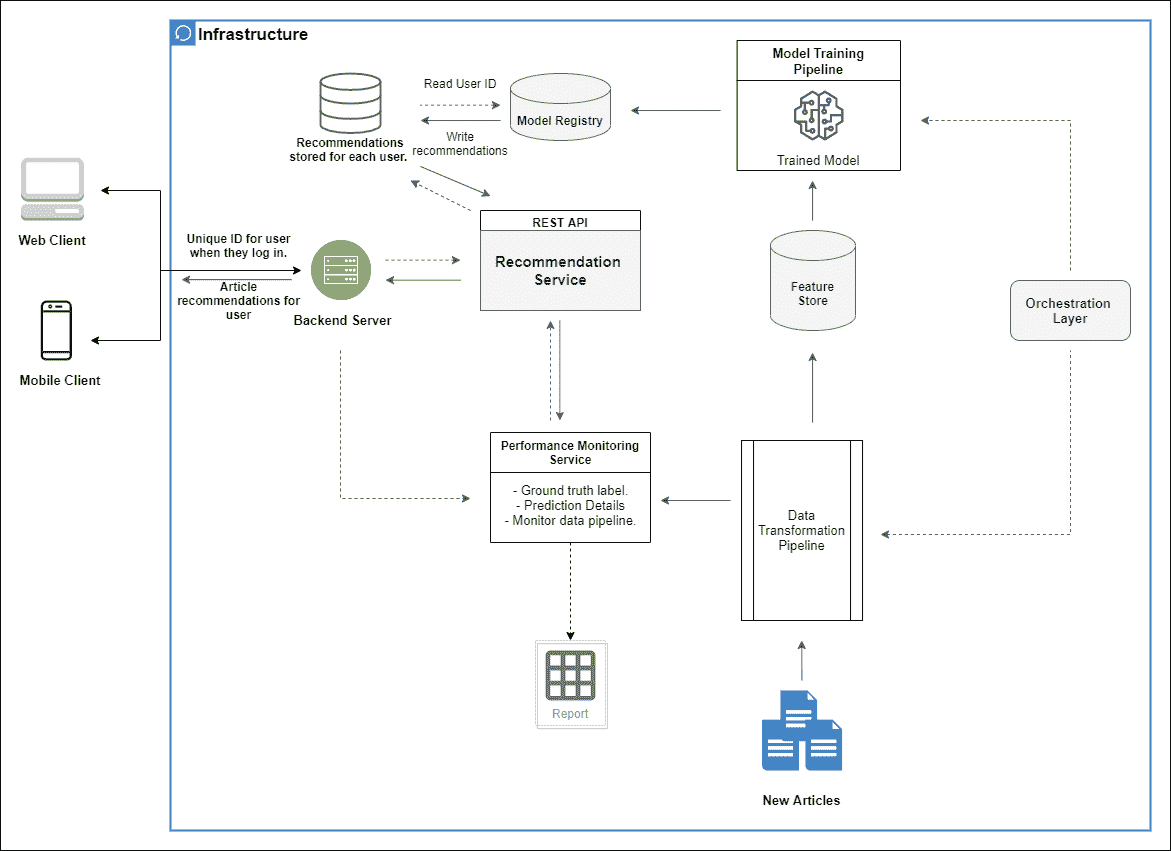 Infrastructure
Model Training
Pipeline
Trained Model
Read User ID
Model Registry
Write
recommendations
Recommendations
stored for each user.
Web Client
Unique ID for user
when they log in.
Article
recommendations for
user
Backend Server
REST API
Recommendation
Service
Feature
Store
Orchestration
Layer
Mobile Client
Performance Monitoring
Service
- Ground truth label.
- Prediction Details
- Monitor data pipeline.
Data
Transformation
Pipeline
Report
New Articles